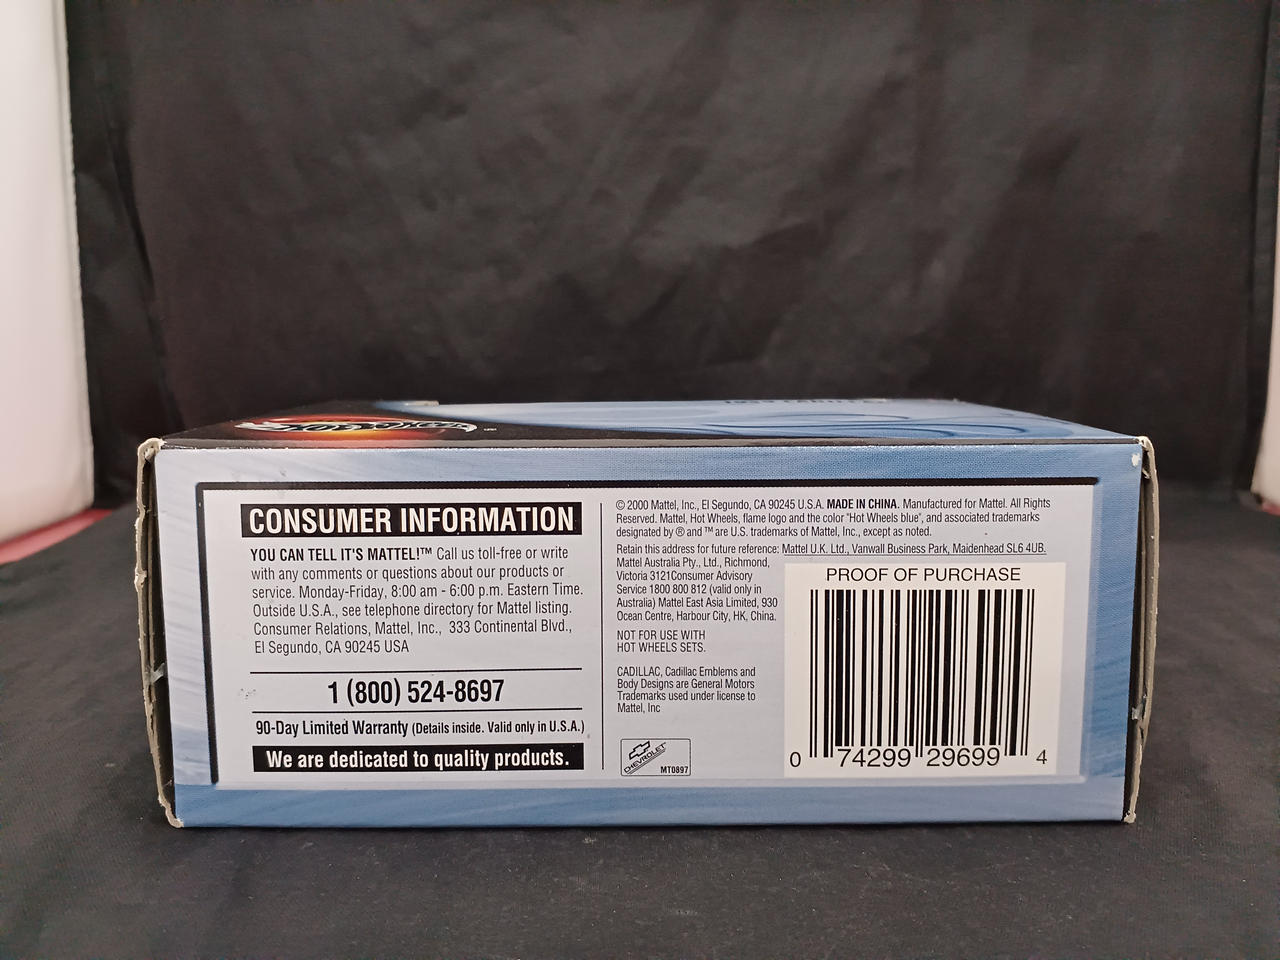 CONSUMER INFORMATION
YOU CAN TELL IT'S MATTEL!™ Call us toll-free or write
with any comments or questions about our products or
service. Monday-Friday, 8:00 am - 6:00 p.m. Eastern Time.
Outside U.S.A., see telephone directory for Mattel listing.
Consumer Relations, Mattel, Inc., 333 Continental Blvd.,
El Segundo, CA 90245 USA
1 (800) 524-8697
90-Day Limited Warranty (Details inside. Valid only in U.S.A.)
We are dedicated to quality products.
© 2000 Mattel, Inc., El Segundo, CA 90245 U.S.A. MADE IN CHINA. Manufactured for Mattel. All Rights
Reserved. Mattel, Hot Wheels, flame logo and the color "Hot Wheels blue", and associated trademarks
designated by ® and ™ are U.S. trademarks of Mattel, Inc., except as noted.
Retain this address for future reference: Mattel U.K. Ltd., Vanwall Business Park, Maidenhead SL6 4UB.
Mattel Australia Pty., Ltd., Richmond,
Victoria 3121Consumer Advisory
Service 1800 800 812 (valid only in
Australia) Mattel East Asia Limited, 930
Ocean Centre, Harbour City, HK, China.
NOT FOR USE WITH
HOT WHEELS SETS.
CADILLAC, Cadillac Emblems and
Body Designs are General Motors
Trademarks used under license to
Mattel, Inc
CHEVROLET
MT0897
PROOF OF PURCHASE
0 74299 29699 4